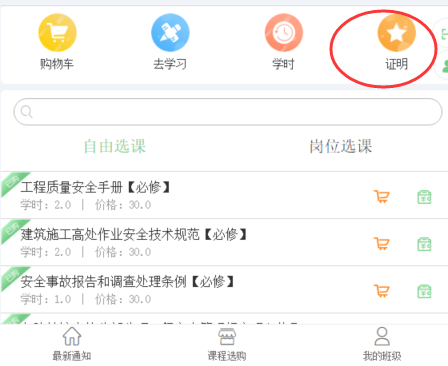 购物车
去学习
学时
证明
自由选课
岗位选课
工程质量安全手册【必修】
学时：2.0 | 价格：30.0
建筑施工高处作业安全技术规范【必修】
学时：2.0 | 价格：30.0
安全事故报告和调查处理条例【必修】
学时：1.0 | 价格：30.0
最新通知
课程选购
我的班级